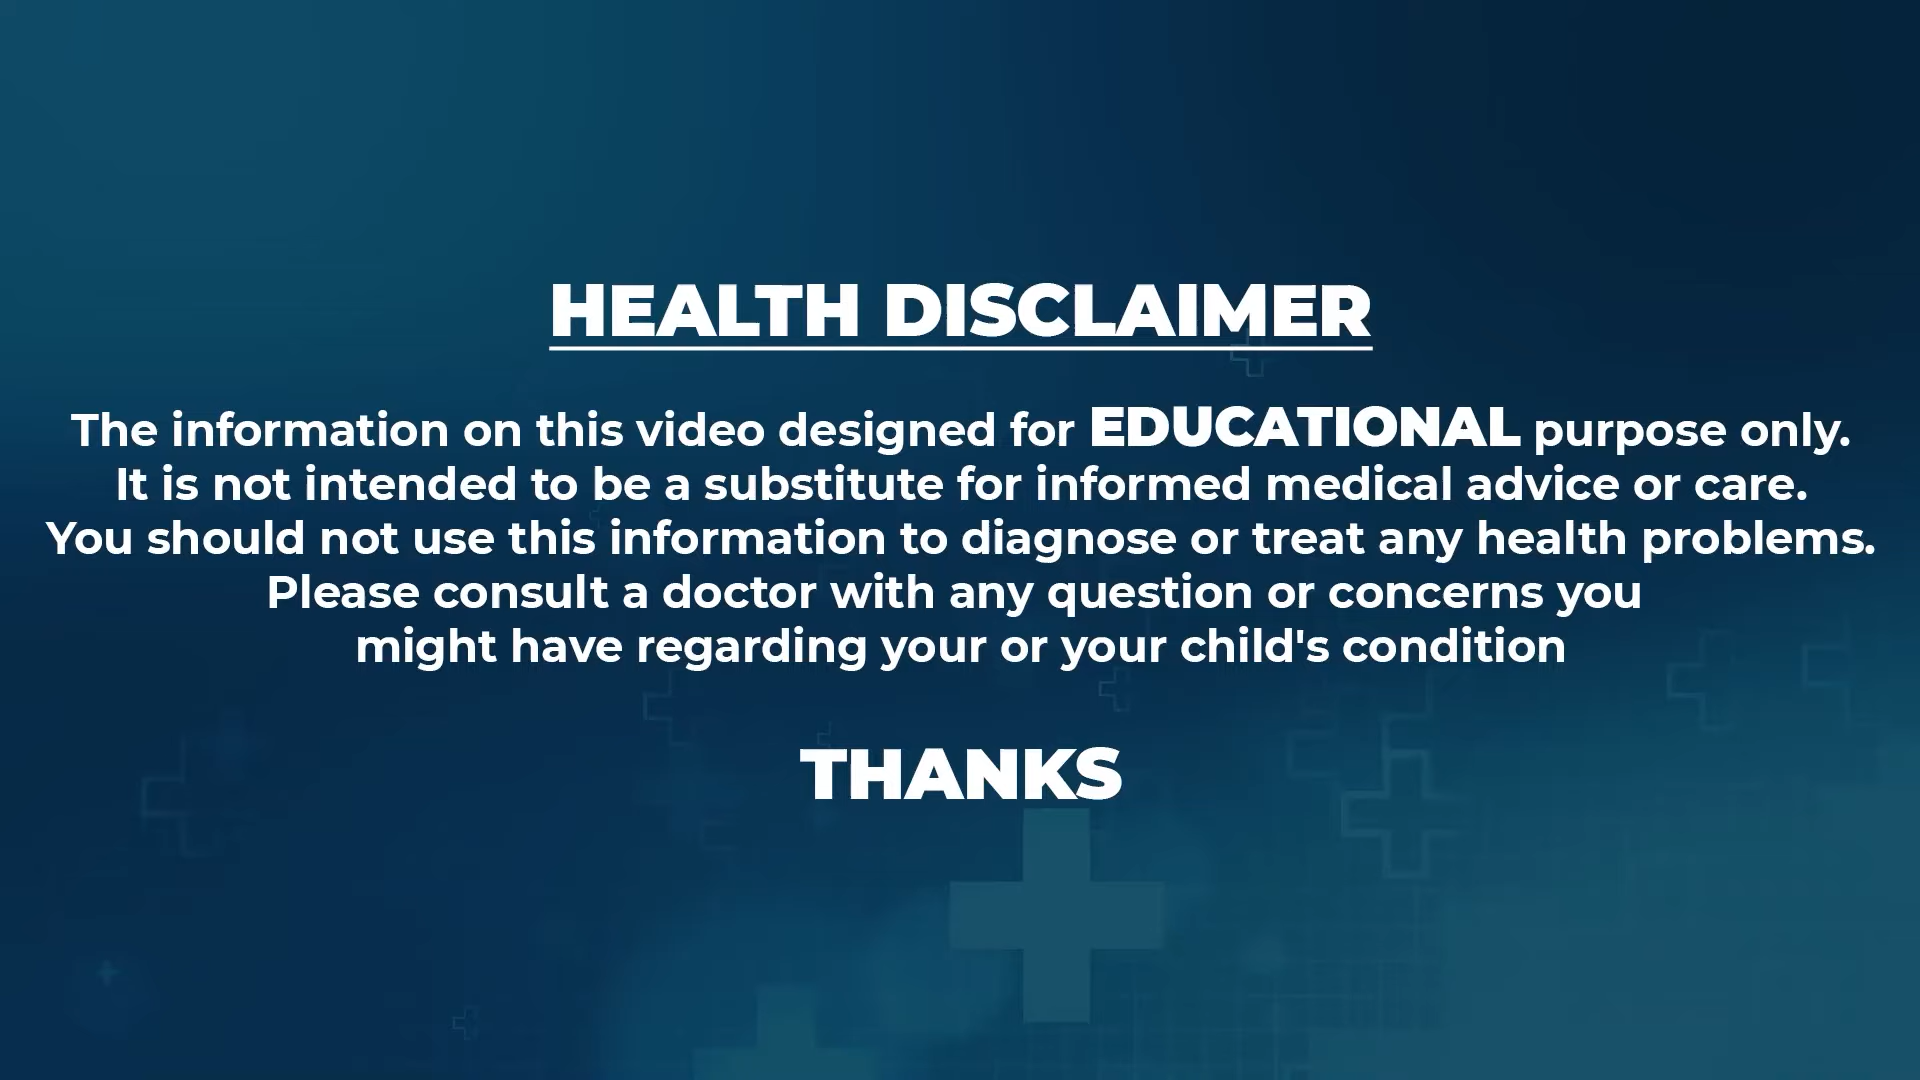 HEALTH DISCLAIMER
The information on this video designed for EDUCATIONAL purpose only.
It is not intended to be a substitute for informed medical advice or care.
You should not use this information to diagnose or treat any health problems.
Please consult a doctor with any question or concerns you
might have regarding your or your child's condition
THANKS